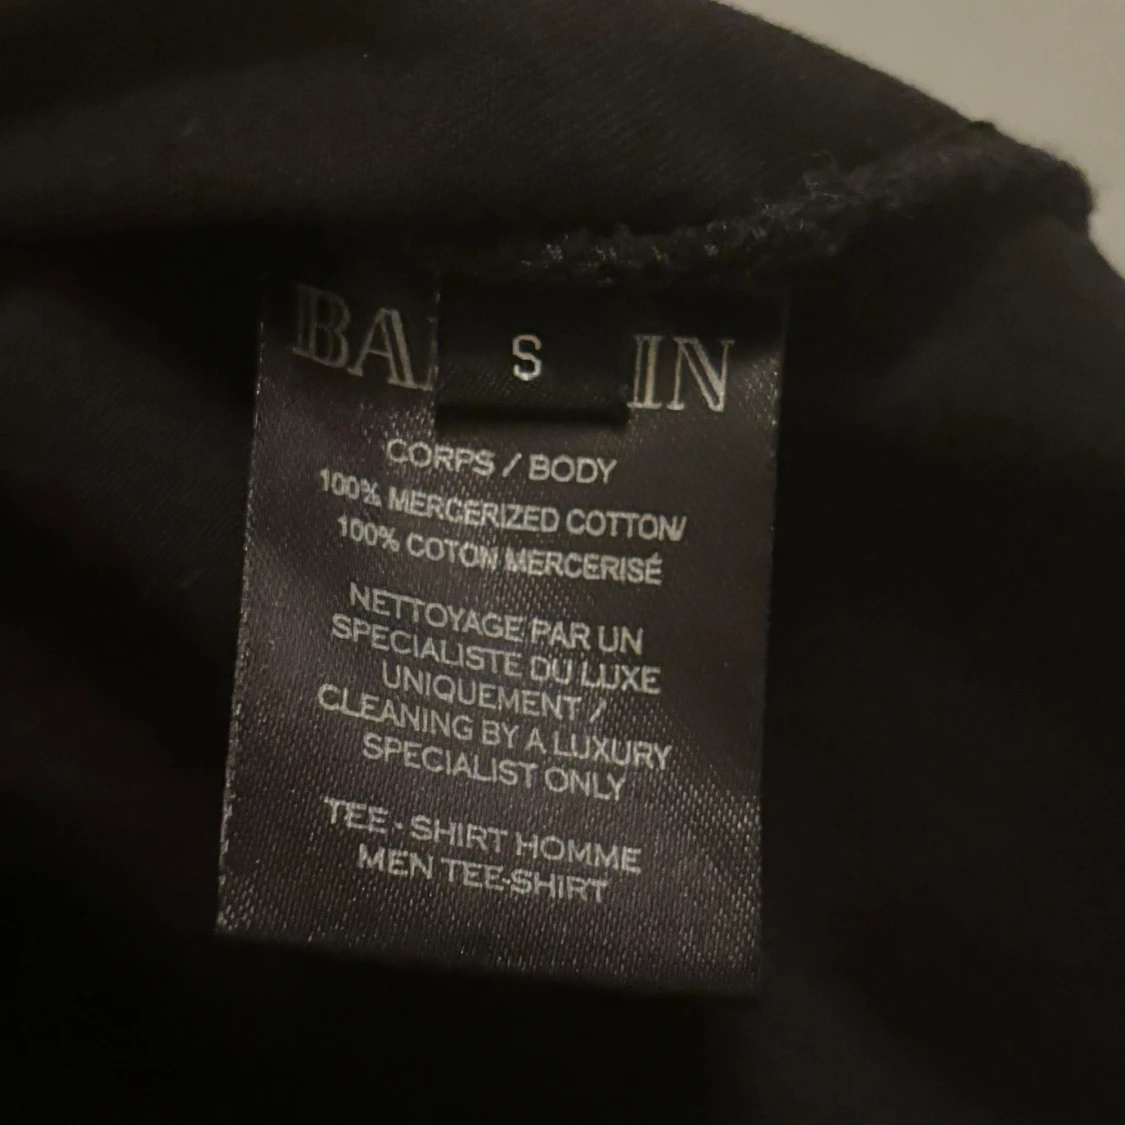 BA IN
S
CORPS / BODY
100% MERCERIZED COTTON/
100% COTON MERCERISÉ
NETTOYAGE PAR UN
SPECIALISTE DU LUXE
UNIQUEMENT /
CLEANING BY A LUXURY
SPECIALIST ONLY
TEE - SHIRT HOMME
MEN TEE-SHIRT